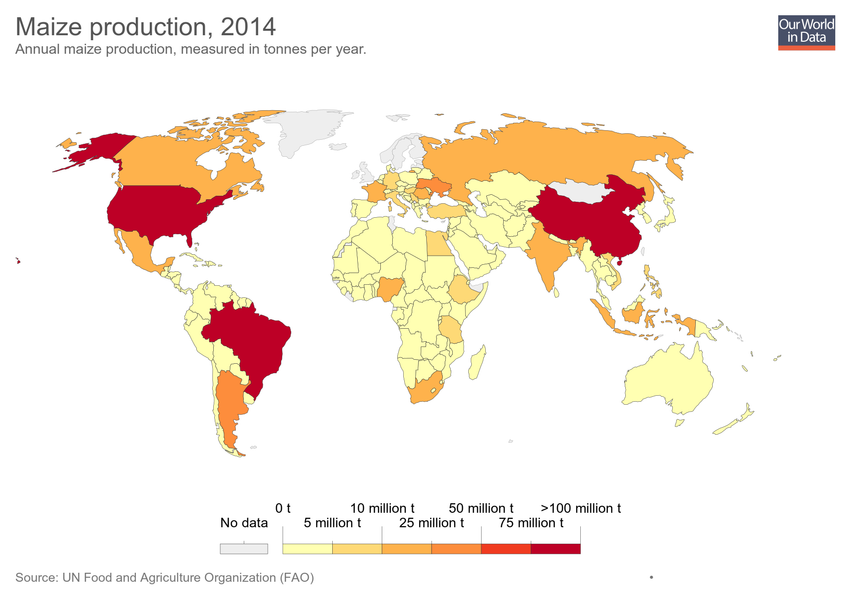 Maize production, 2014
Annual maize production, measured in tonnes per year.
Our World
in Data
0 t
10 million t
50 million t
>100 million t
No data
5 million t
25 million t
75 million t
Source: UN Food and Agriculture Organization (FAO)